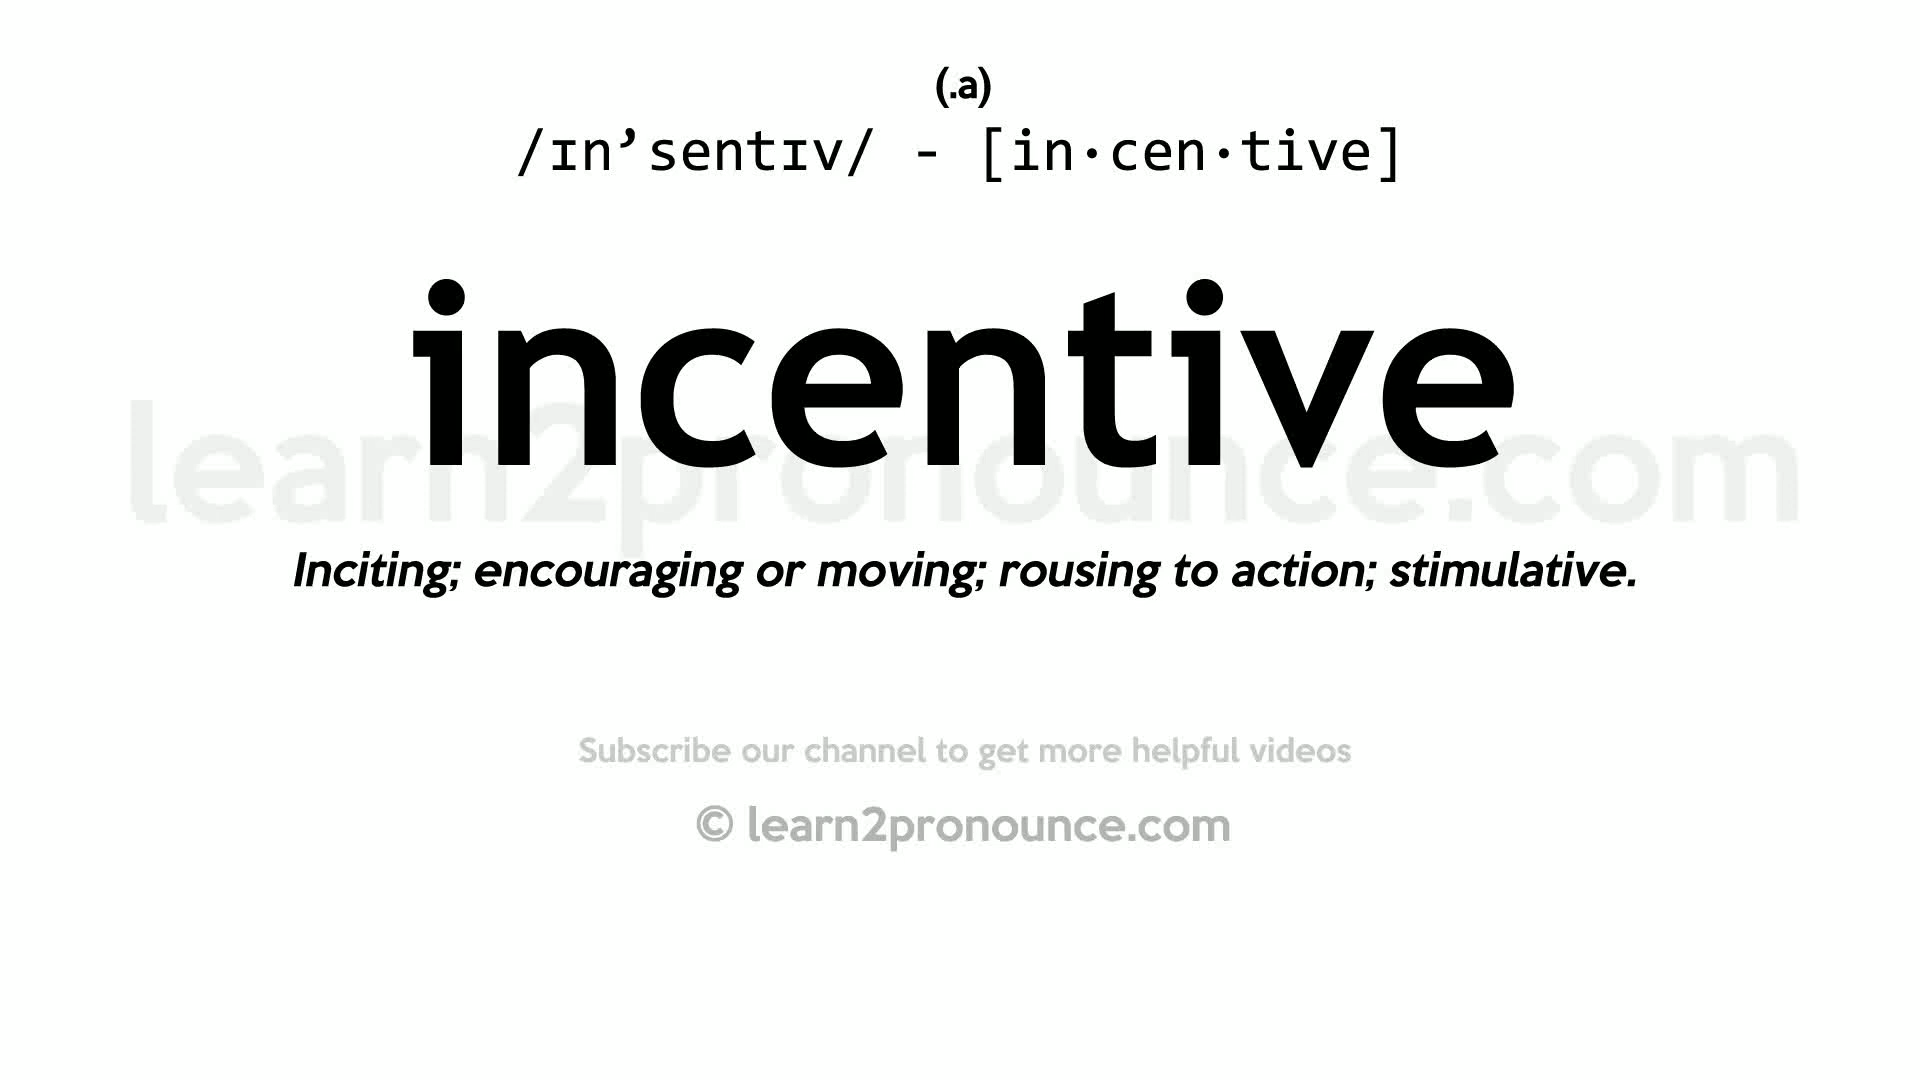 (.a)
/ɪn’sentɪv/ - [in·cen·tive]
incentive
learn2pronounce.com
Inciting; encouraging or moving; rousing to action; stimulative.
Subscribe our channel to get more helpful videos
© learn2pronounce.com